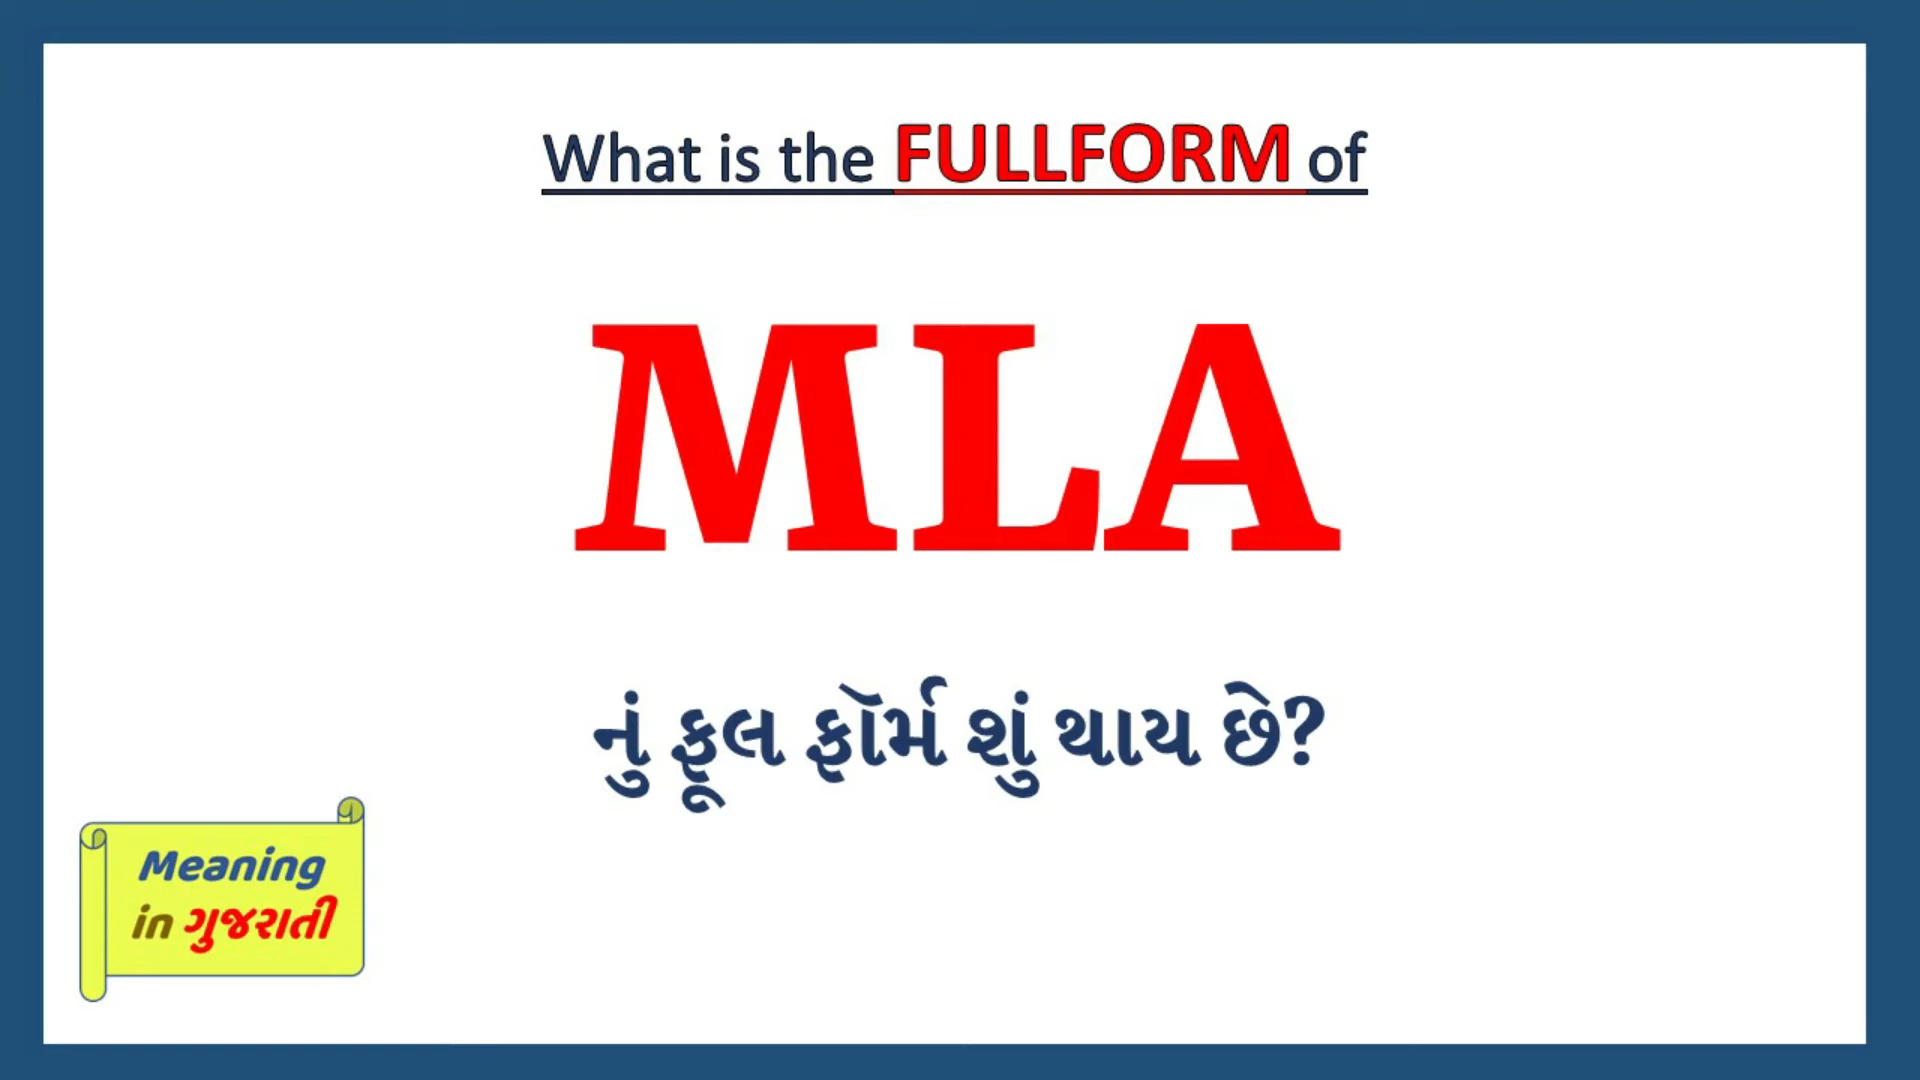 What is the FULLFORM of
MLA
નું ફૂલ ફૉર્મ શું થાય છે?
Meaning
in ગુજરાતી